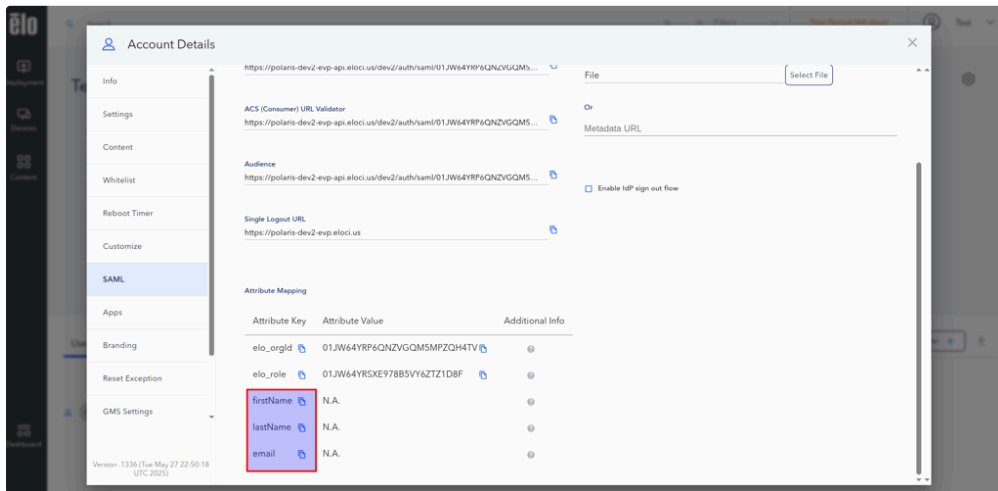 elo
Account Details
Info
Settings
Content
Whitelist
Reboot Timer
Customize
SAML
Apps
Branding
Reset Exception
GMS Settings
Version .1336 (Tue May 27 22:50:18
UTC 2025)
https://polaris-dev2-evp-api.eloci.us/dev2/auth/saml/01JW64YRP6QNZVGQM5...
ACS (Consumer) URL Validator
https://polaris-dev2-evp-api.eloci.us/dev2/auth/saml/01JW64YRP6QNZVGQM5...
Audience
https://polaris-dev2-evp-api.eloci.us/dev2/auth/saml/01JW64YRP6QNZVGQM5...
Single Logout URL
https://polaris-dev2-evp.eloci.us
File
Select File
Or
Metadata URL
Enable IdP sign out flow
Attribute Mapping
Attribute Key Attribute Value Additional Info
elo_orgId 01JW64YRP6QNZVGQM5MPZQH4TV
elo_role 01JW64YRSXE978B5VY6ZTZ1D8F
firstName N.A.
lastName N.A.
email N.A.